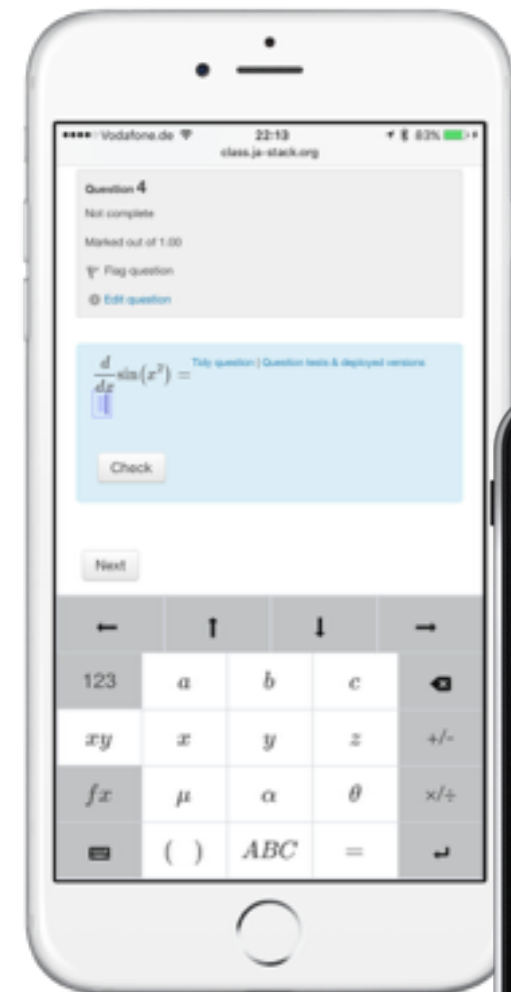 Vodafone.de 22:13 83%
class.ja-stack.org
Question 4
Not complete
Marked out of 1.00
Flag question
Edit question
d/dx sin(x²) = Tidy question | Question tests & deployed versions
Check
Next
← ↑ ↓ →
123 a b c
xy x y z +/-
fx μ α θ ×/÷
( ) ABC =